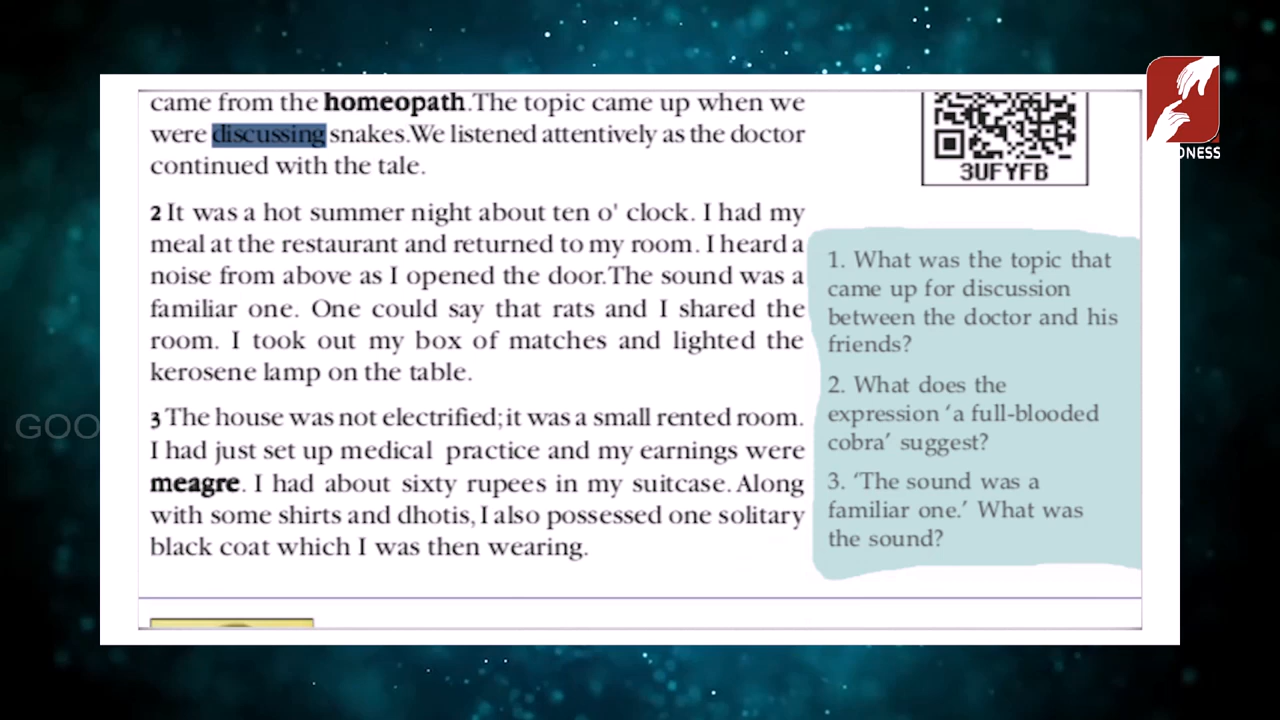 came from the homeopath.The topic came up when we
were discussing snakes.We listened attentively as the doctor
continued with the tale.
2 It was a hot summer night about ten o' clock. I had my
meal at the restaurant and returned to my room. I heard a
noise from above as I opened the door.The sound was a
familiar one. One could say that rats and I shared the
room. I took out my box of matches and lighted the
kerosene lamp on the table.
3 The house was not electrified; it was a small rented room.
I had just set up medical practice and my earnings were
meagre. I had about sixty rupees in my suitcase. Along
with some shirts and dhotis, I also possessed one solitary
black coat which I was then wearing.
3UFYFB
1. What was the topic that
came up for discussion
between the doctor and his
friends?
2. What does the
expression ‘a full-blooded
cobra’ suggest?
3. ‘The sound was a
familiar one.’ What was
the sound?
GOO
DNESS